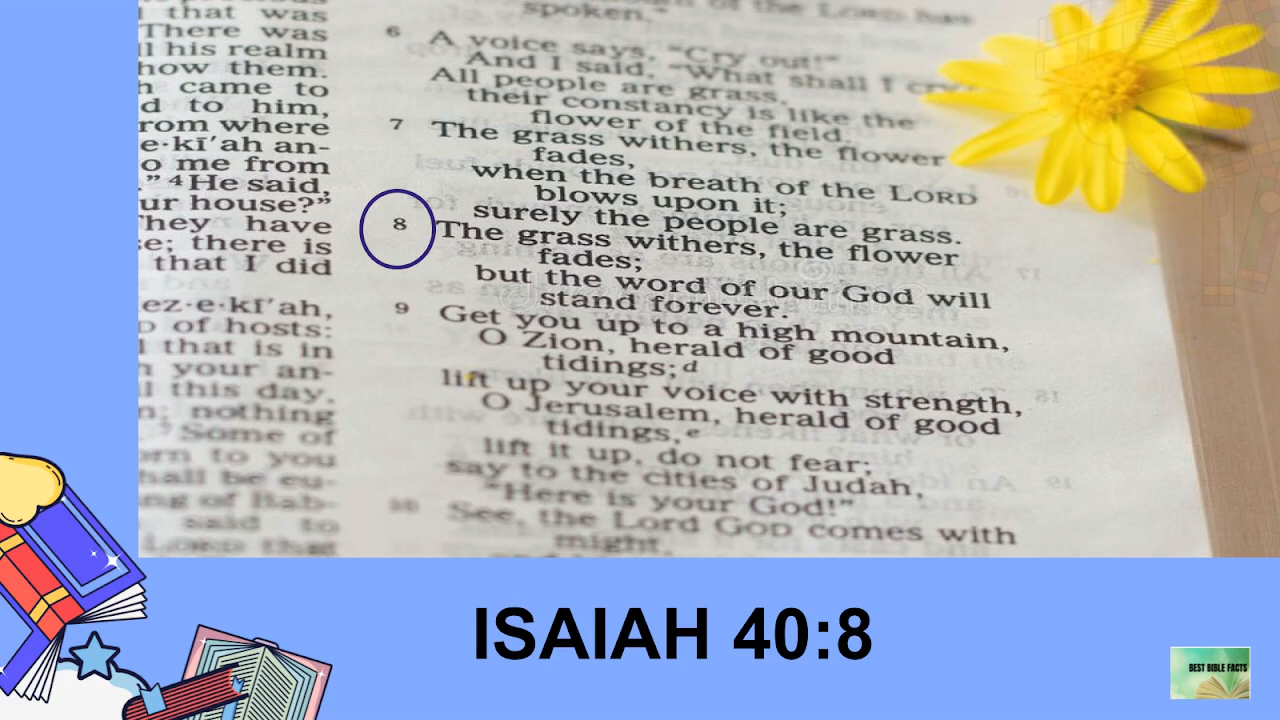 that was
There was
l his realm
how them.
n came to
d to him,
rom where
e·kī′ah an-
o me from
.” 4 He said,
ur house?”
They have
se; there is
that I did
ez·e·kī′ah,
of hosts:
that is in
your an-
this day,
n; nothing
Some of
orn to you
hall be eu-
ng of Bab-
said to
LORD that
spoken.”
6 A voice says, “Cry out!”
And I said, “What shall I cry
All people are grass,
their constancy is like the
flower of the field.
7 The grass withers, the flower
fades,
when the breath of the LORD
blows upon it;
surely the people are grass.
8 The grass withers, the flower
fades;
but the word of our God will
stand forever.
9 Get you up to a high mountain,
O Zion, herald of good
tidings; d
lift up your voice with strength,
O Jerusalem, herald of good
tidings, e
lift it up, do not fear;
say to the cities of Judah,
“Here is your God!”
10 See, the Lord GOD comes with
might
ISAIAH 40:8
BEST BIBLE FACTS